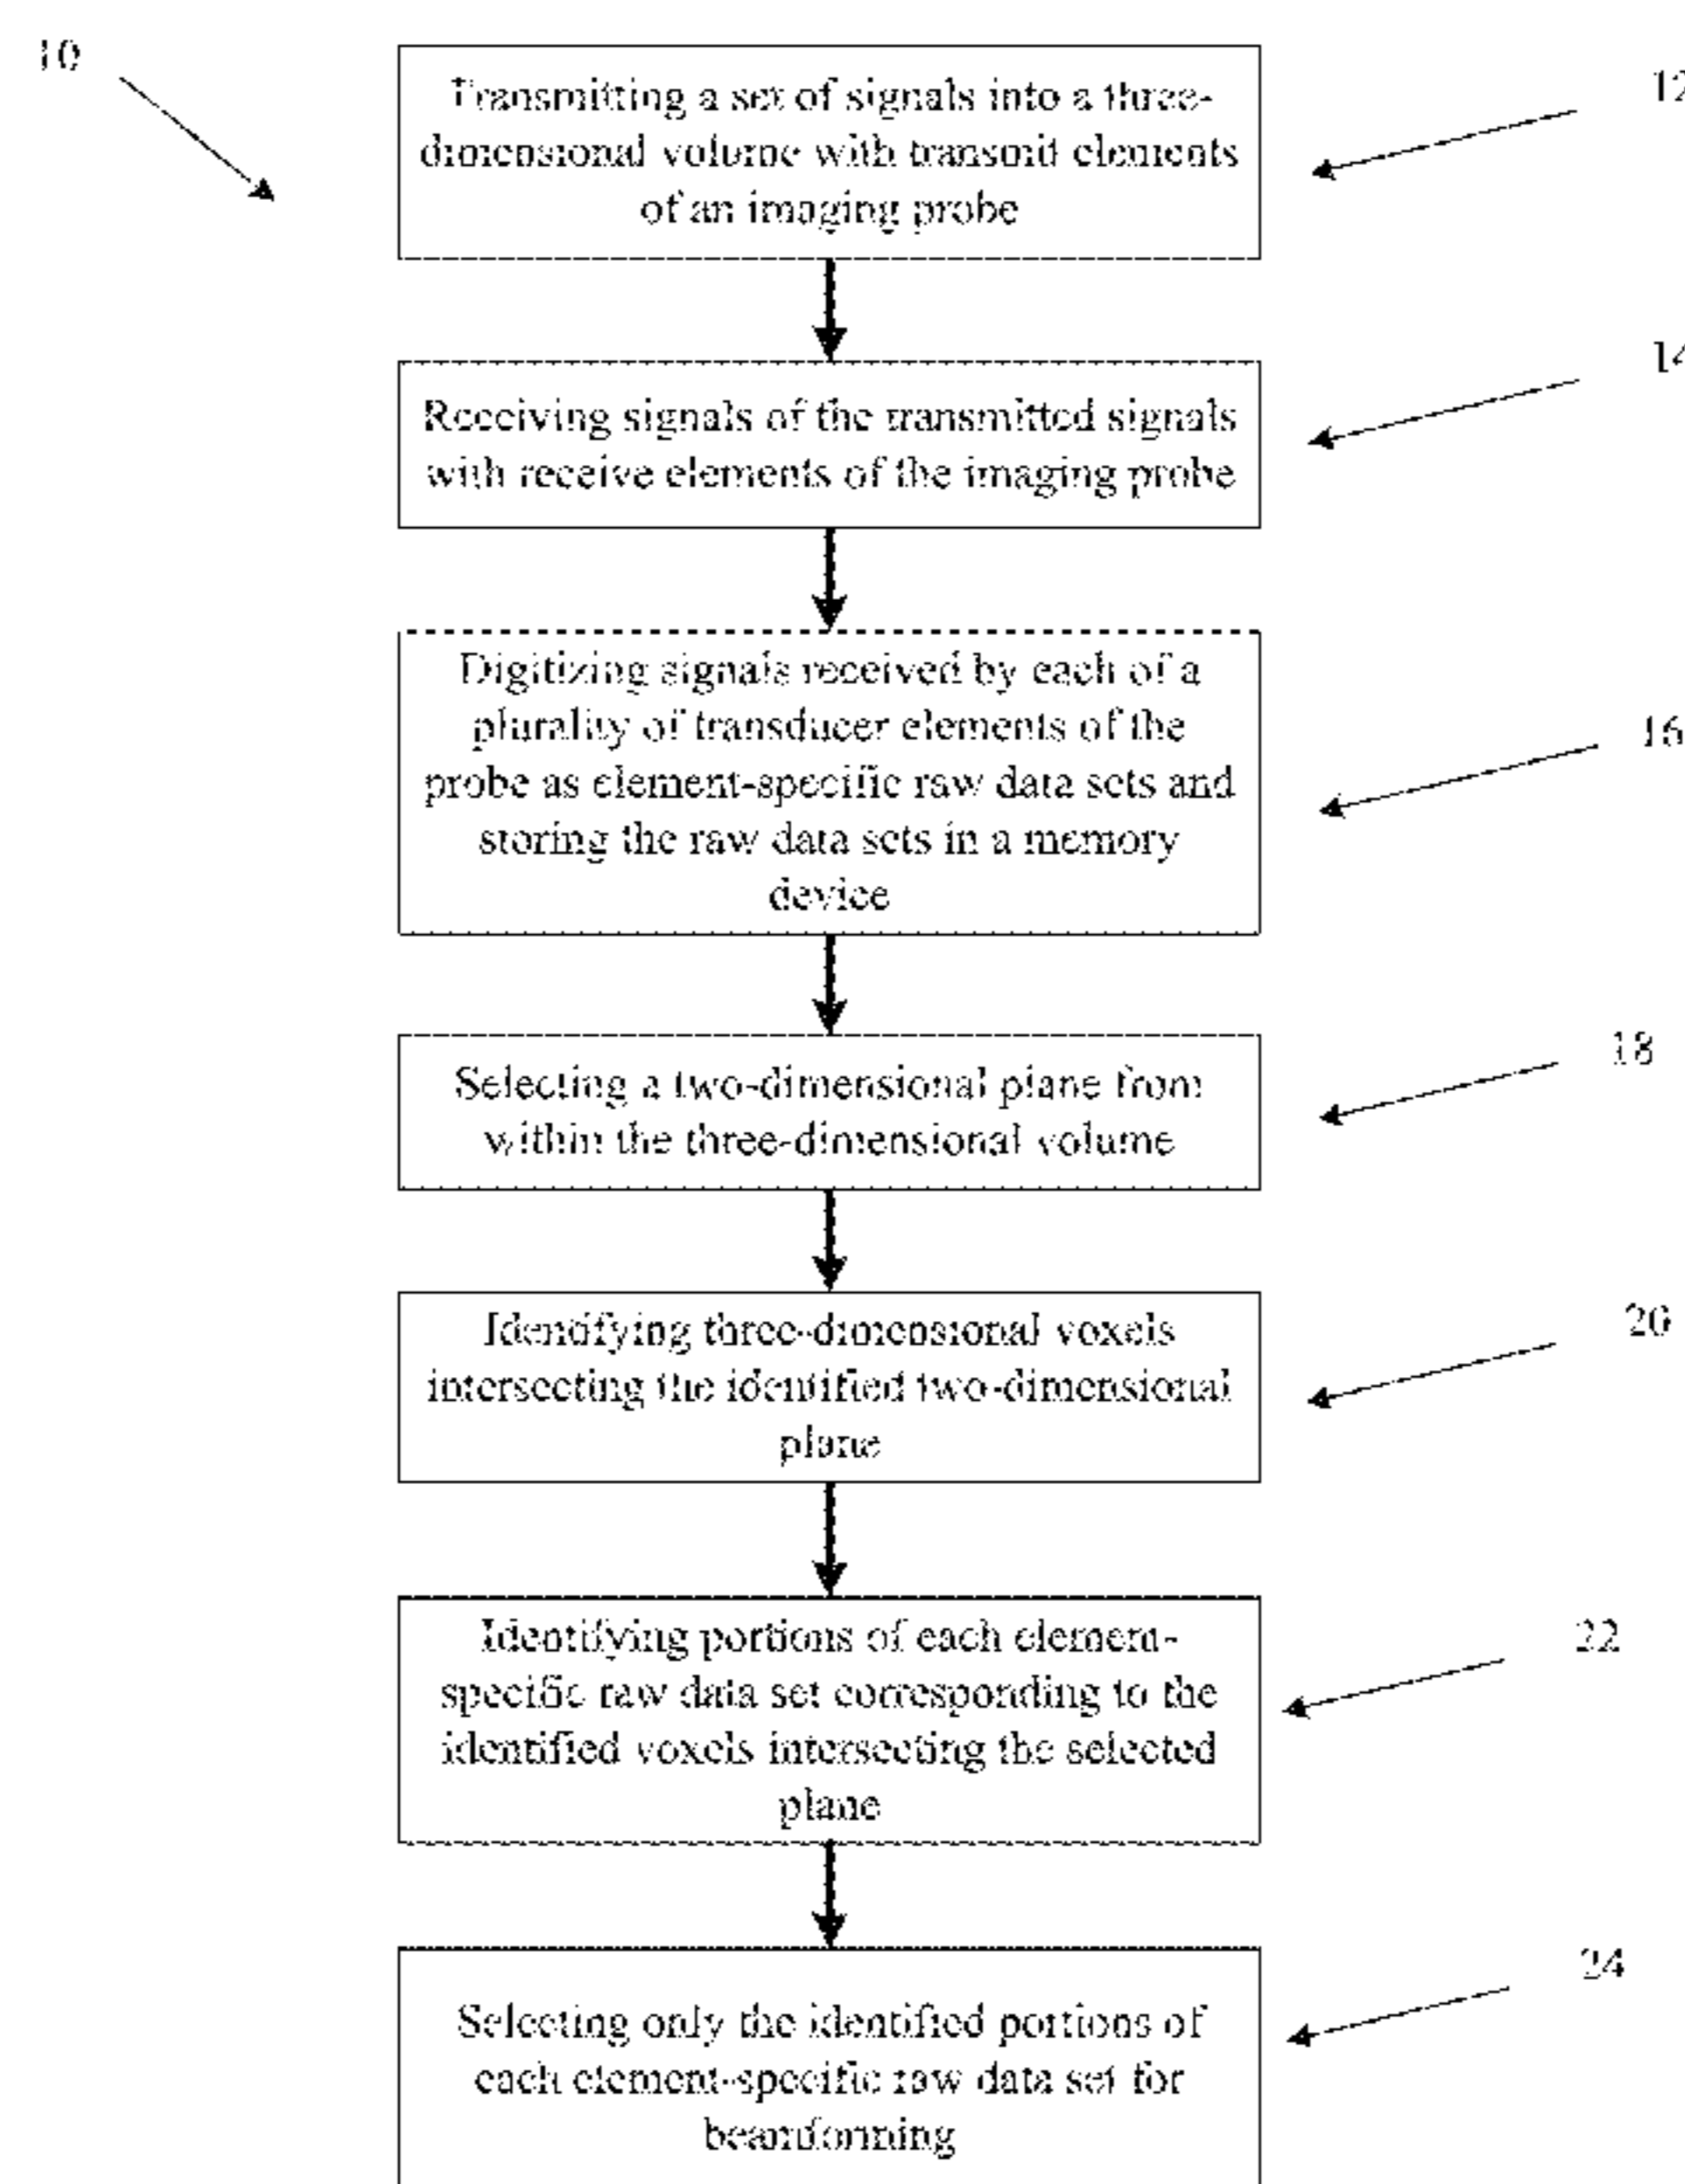 10
Transmitting a set of signals into a three-
dimensional volume with transmit elements
of an imaging probe
12
Receiving signals of the transmitted signals
with receive elements of the imaging probe
14
Digitizing signals received by each of a
plurality of transducer elements of the
probe as element-specific raw data sets and
storing the raw data sets in a memory
device
16
Selecting a two-dimensional plane from
within the three-dimensional volume
18
Identifying three-dimensional voxels
intersecting the identified two-dimensional
plane
20
Identifying portions of each element-
specific raw data set corresponding to the
identified voxels intersecting the selected
plane
22
Selecting only the identified portions of
each element-specific raw data set for
beamforming
24